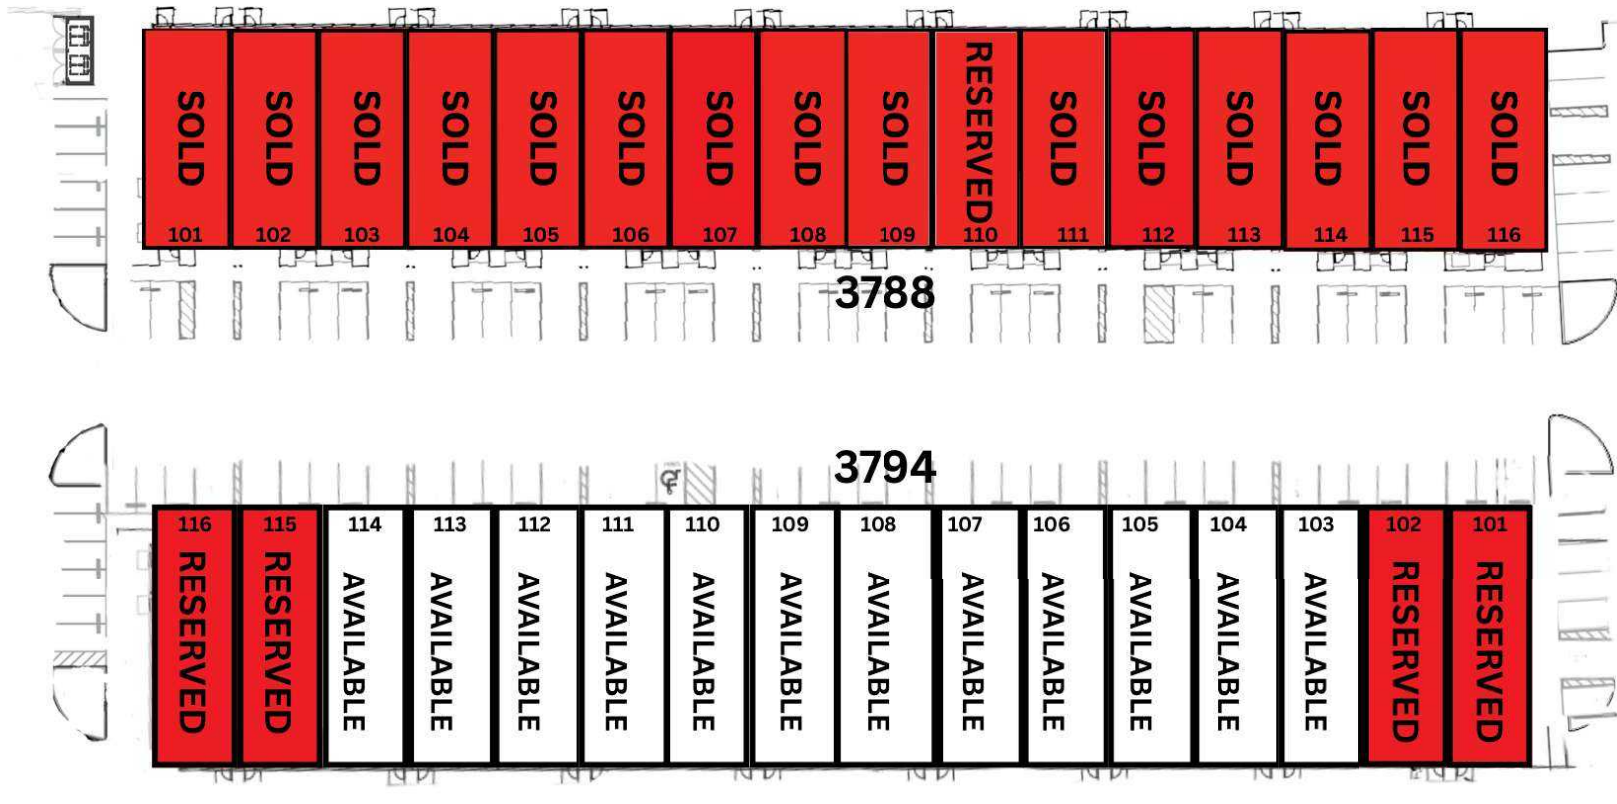 SOLD SOLD SOLD SOLD SOLD SOLD SOLD SOLD SOLD RESERVED SOLD SOLD SOLD SOLD SOLD SOLD
101 102 103 104 105 106 107 108 109 110 111 112 113 114 115 116
3788
3794
116 115 114 113 112 111 110 109 108 107 106 105 104 103 102 101
RESERVED RESERVED AVAILABLE AVAILABLE AVAILABLE AVAILABLE AVAILABLE AVAILABLE AVAILABLE AVAILABLE AVAILABLE AVAILABLE AVAILABLE AVAILABLE RESERVED RESERVED